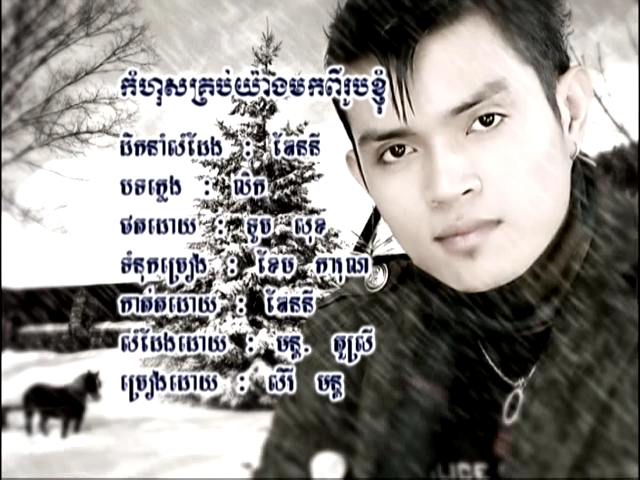 កំហុសគ្រប់យ៉ាងមកពីរូបខ្ញុំ
ដឹកនាំសំដែង : ដែននី
បទភ្លេង : លិក
ថតដោយ : ទូច សុខ
ទំនុកច្រៀង : ខែម ការុណ
កាត់តដោយ : ដែននី
សំដែងដោយ : មន្ត. តួស្រី
ច្រៀងដោយ : សិរី មន្ត